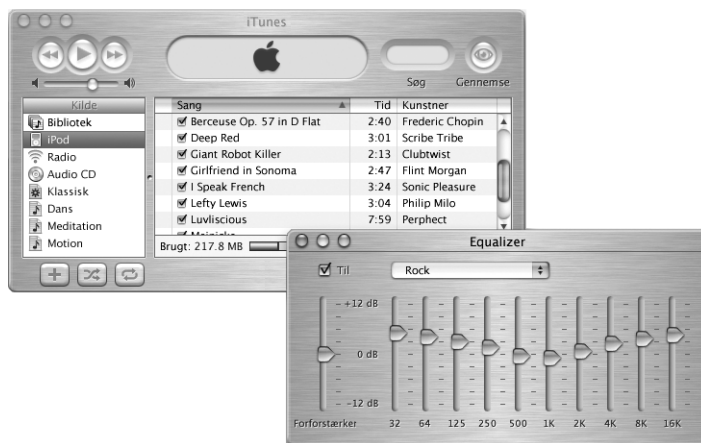 iTunes
Søg Gennemse
Kilde
Bibliotek
iPod
Radio
Audio CD
Klassisk
Dans
Meditation
Motion
Sang Tid Kunstner
Berceuse Op. 57 in D Flat 2:40 Frederic Chopin
Deep Red 3:01 Scribe Tribe
Giant Robot Killer 2:13 Clubtwist
Girlfriend in Sonoma 2:47 Flint Morgan
I Speak French 3:24 Sonic Pleasure
Lefty Lewis 3:04 Philip Milo
Luvliscious 7:59 Perphect
Brugt: 217.8 MB
Equalizer
Til Rock
+12 dB
0 dB
-12 dB
Forforstærker 32 64 125 250 500 1K 2K 4K 8K 16K